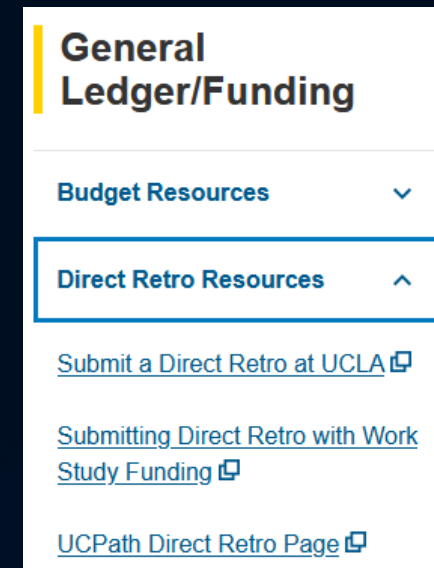 General
Ledger/Funding
Budget Resources
Direct Retro Resources
Submit a Direct Retro at UCLA
Submitting Direct Retro with Work
Study Funding
UCPath Direct Retro Page